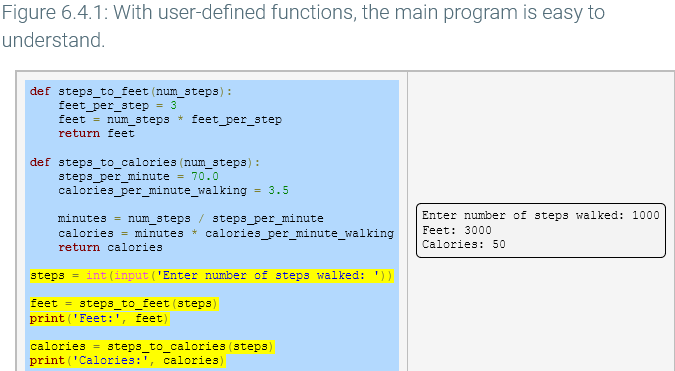 Figure 6.4.1: With user-defined functions, the main program is easy to
understand.
def steps_to_feet(num_steps):
    feet_per_step = 3
    feet = num_steps * feet_per_step
    return feet

def steps_to_calories(num_steps):
    steps_per_minute = 70.0
    calories_per_minute_walking = 3.5

    minutes = num_steps / steps_per_minute
    calories = minutes * calories_per_minute_walking
    return calories

steps = int(input('Enter number of steps walked: '))

feet = steps_to_feet(steps)
print('Feet:', feet)

calories = steps_to_calories(steps)
print('Calories:', calories)

Enter number of steps walked: 1000
Feet: 3000
Calories: 50